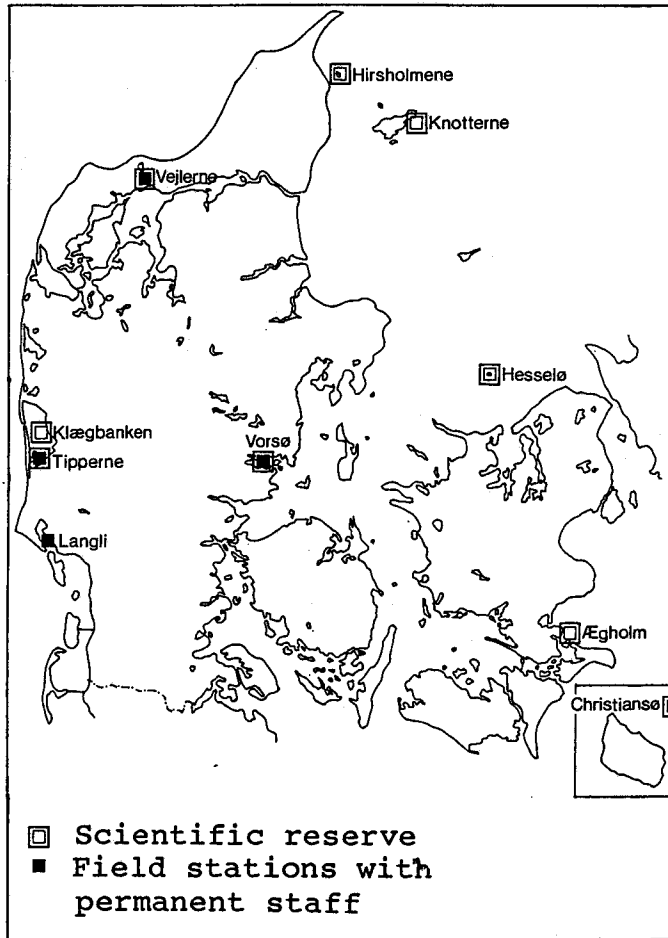 Hirsholmene
Knotterne
Vejlerne
Hesselø
Klægbanken
Vorsø
Tipperne
Langli
Ægholm
Christiansø
Scientific reserve
Field stations with
permanent staff